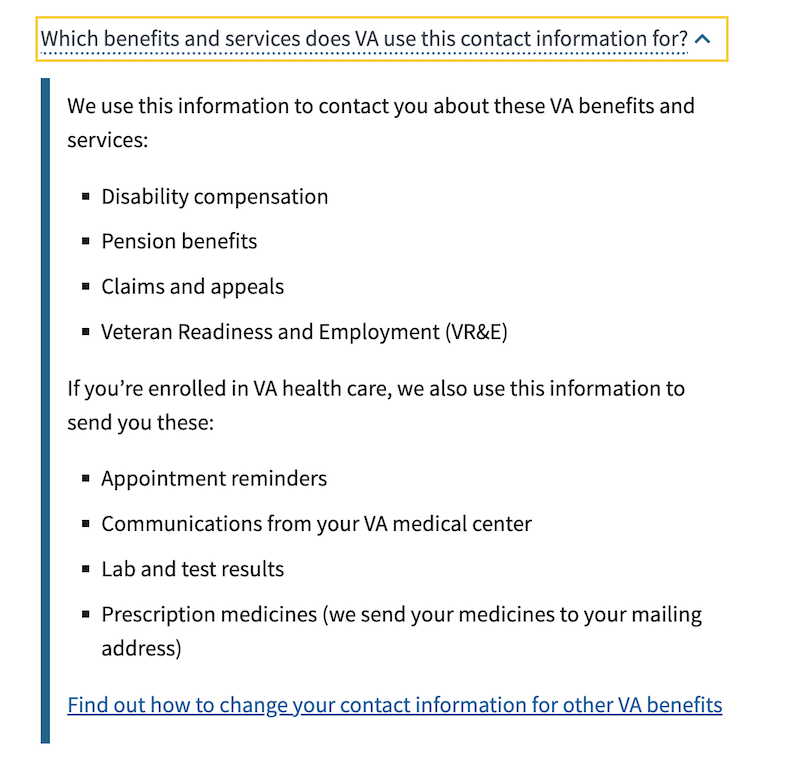 Which benefits and services does VA use this contact information for?
We use this information to contact you about these VA benefits and
services:
▪ Disability compensation
▪ Pension benefits
▪ Claims and appeals
▪ Veteran Readiness and Employment (VR&E)
If you’re enrolled in VA health care, we also use this information to
send you these:
▪ Appointment reminders
▪ Communications from your VA medical center
▪ Lab and test results
▪ Prescription medicines (we send your medicines to your mailing
address)
Find out how to change your contact information for other VA benefits